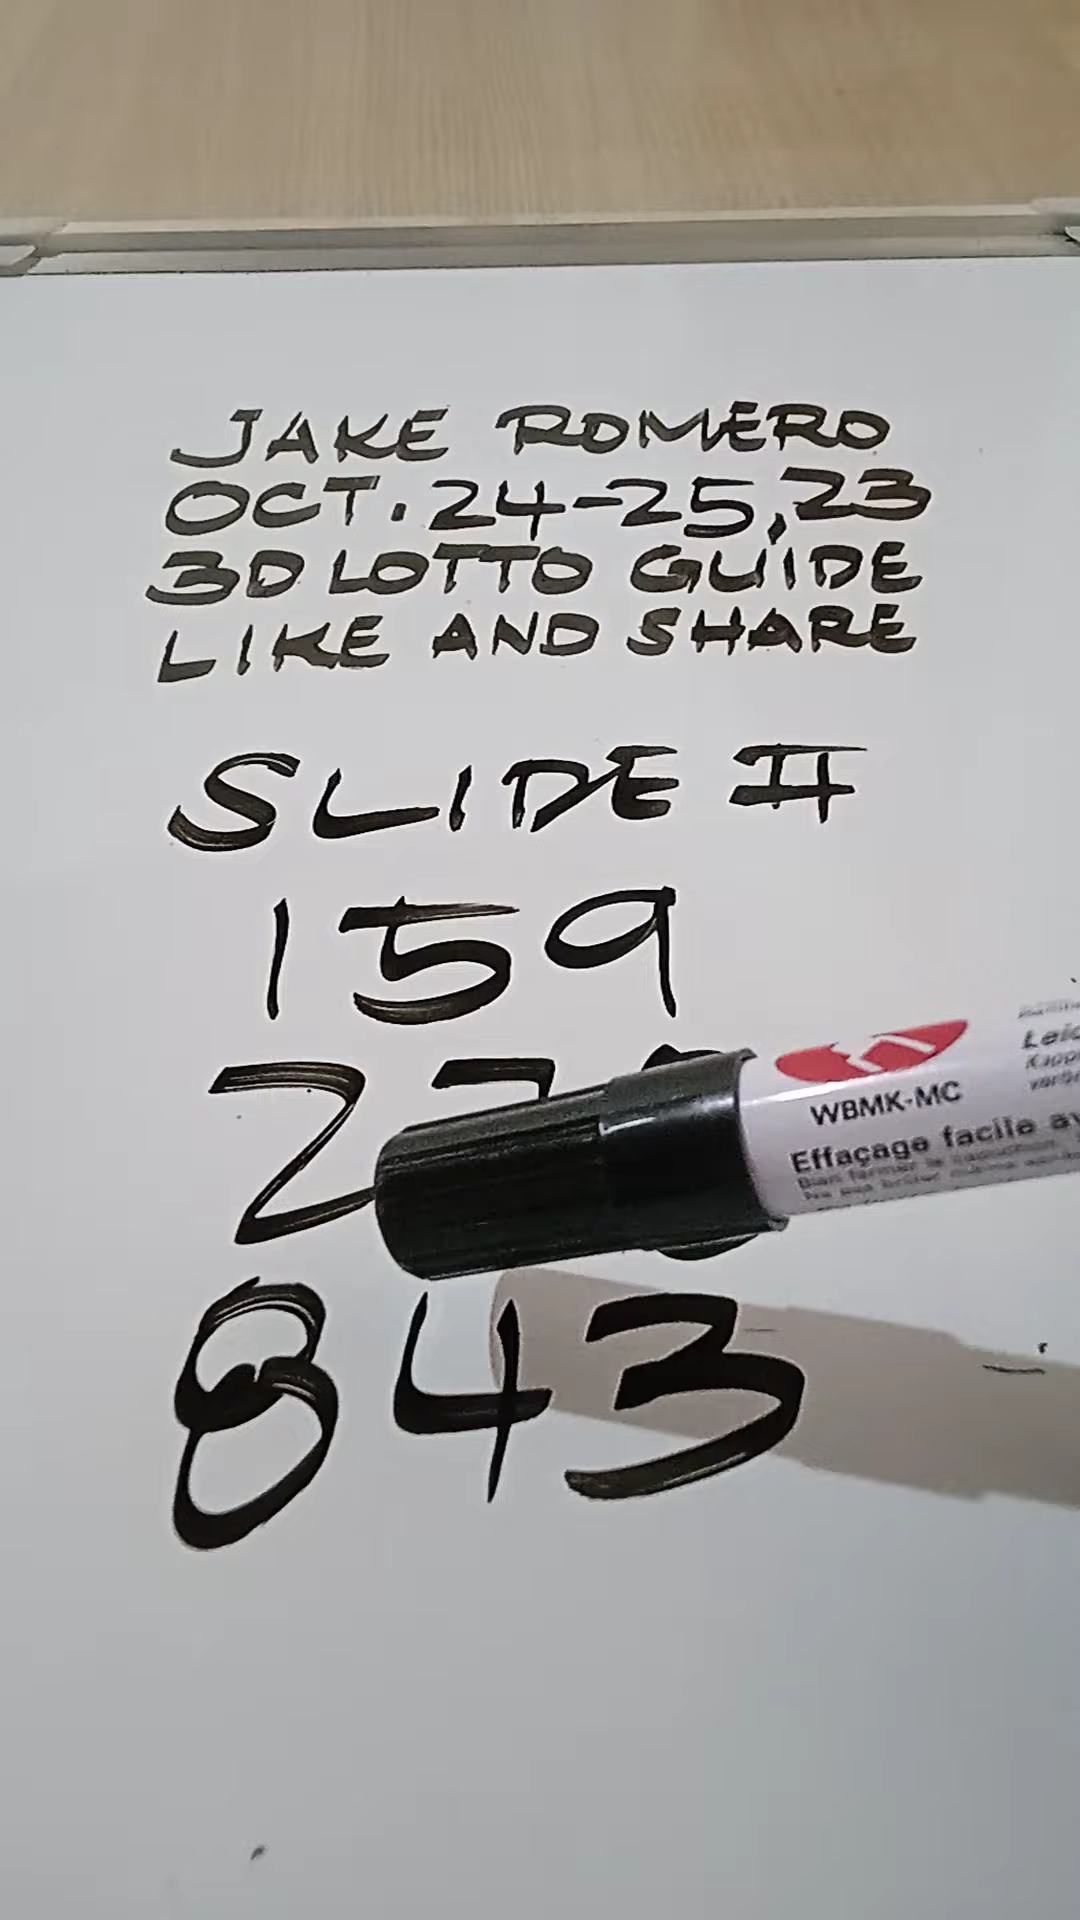 JAKE ROMERO
OCT. 24-25, 23
3D LOTTO GUIDE
LIKE AND SHARE
SLIDE II
159
843
WBMK-MC
Effaçage facile